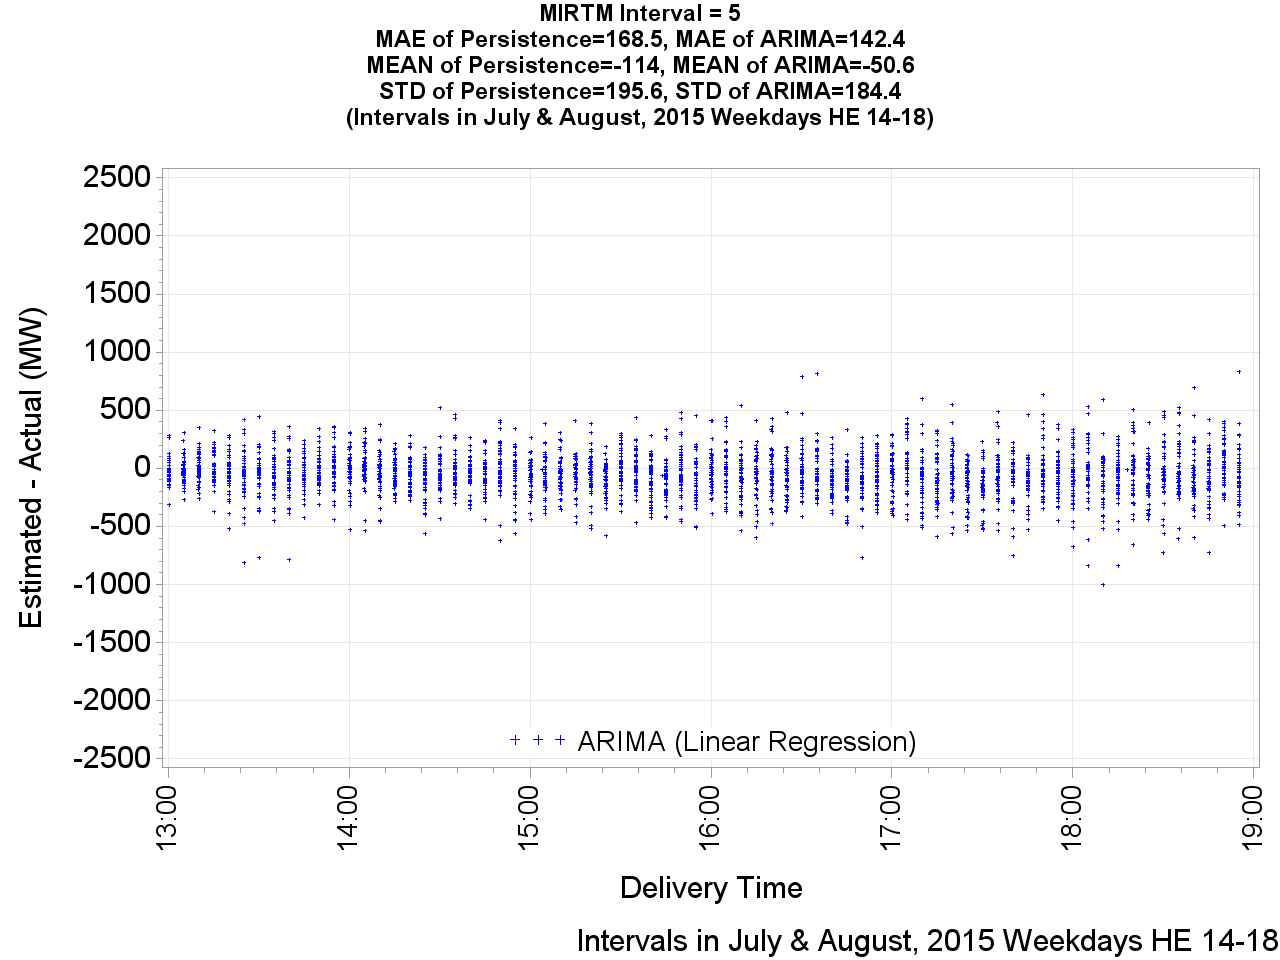 MIRTM Interval = 5
MAE of Persistence=168.5, MAE of ARIMA=142.4
MEAN of Persistence=-114, MEAN of ARIMA=-50.6
STD of Persistence=195.6, STD of ARIMA=184.4
(Intervals in July & August, 2015 Weekdays HE 14-18)
2500
2000
1500
1000
500
0
-500
-1000
-1500
-2000
-2500
Estimated - Actual (MW)
ARIMA (Linear Regression)
13:00
14:00
15:00
16:00
17:00
18:00
19:00
Delivery Time
Intervals in July & August, 2015 Weekdays HE 14-18